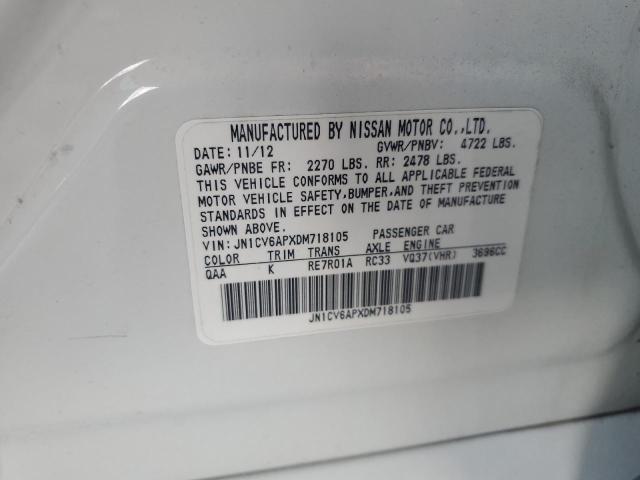 MANUFACTURED BY NISSAN MOTOR CO.,LTD.
DATE: 11/12 GVWR/PNBV: 4722 LBS.
GAWR/PNBE FR: 2270 LBS. RR: 2478 LBS.
THIS VEHICLE CONFORMS TO ALL APPLICABLE FEDERAL
MOTOR VEHICLE SAFETY,BUMPER,AND THEFT PREVENTION
STANDARDS IN EFFECT ON THE DATE OF MANUFACTURE
SHOWN ABOVE.
VIN: JN1CV6APXDM718105 PASSENGER CAR
COLOR TRIM TRANS AXLE ENGINE
QAA K RE7R01A RC33 VQ37(VHR) 3696CC
JN1CV6APXDM718105